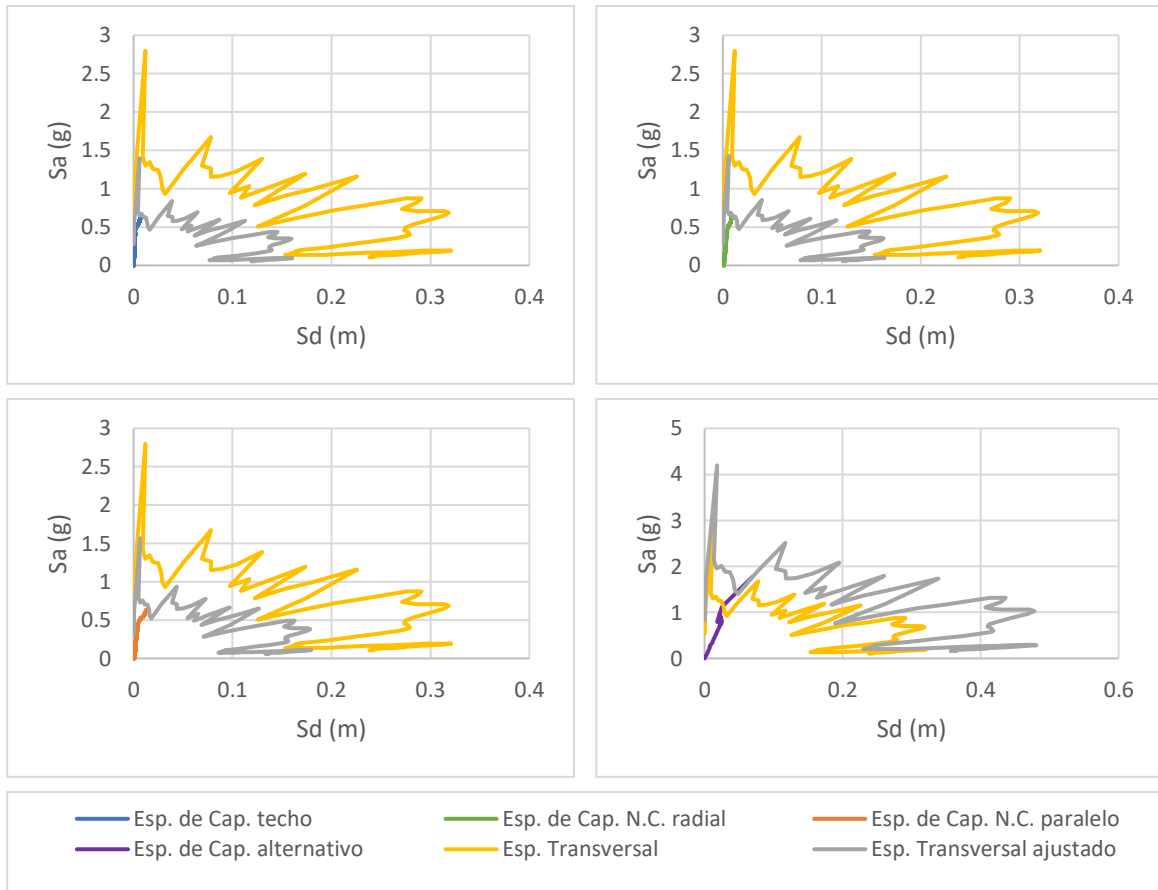 3
2.5
2
1.5
1
0.5
0
Sa (g)
0 0.1 0.2 0.3 0.4
Sd (m)
3
2.5
2
1.5
1
0.5
0
Sa (g)
0 0.1 0.2 0.3 0.4
Sd (m)
3
2.5
2
1.5
1
0.5
0
Sa (g)
0 0.1 0.2 0.3 0.4
Sd (m)
5
4
3
2
1
0
Sa (g)
0 0.2 0.4 0.6
Sd (m)
Esp. de Cap. techo Esp. de Cap. N.C. radial Esp. de Cap. N.C. paralelo
Esp. de Cap. alternativo Esp. Transversal Esp. Transversal ajustado